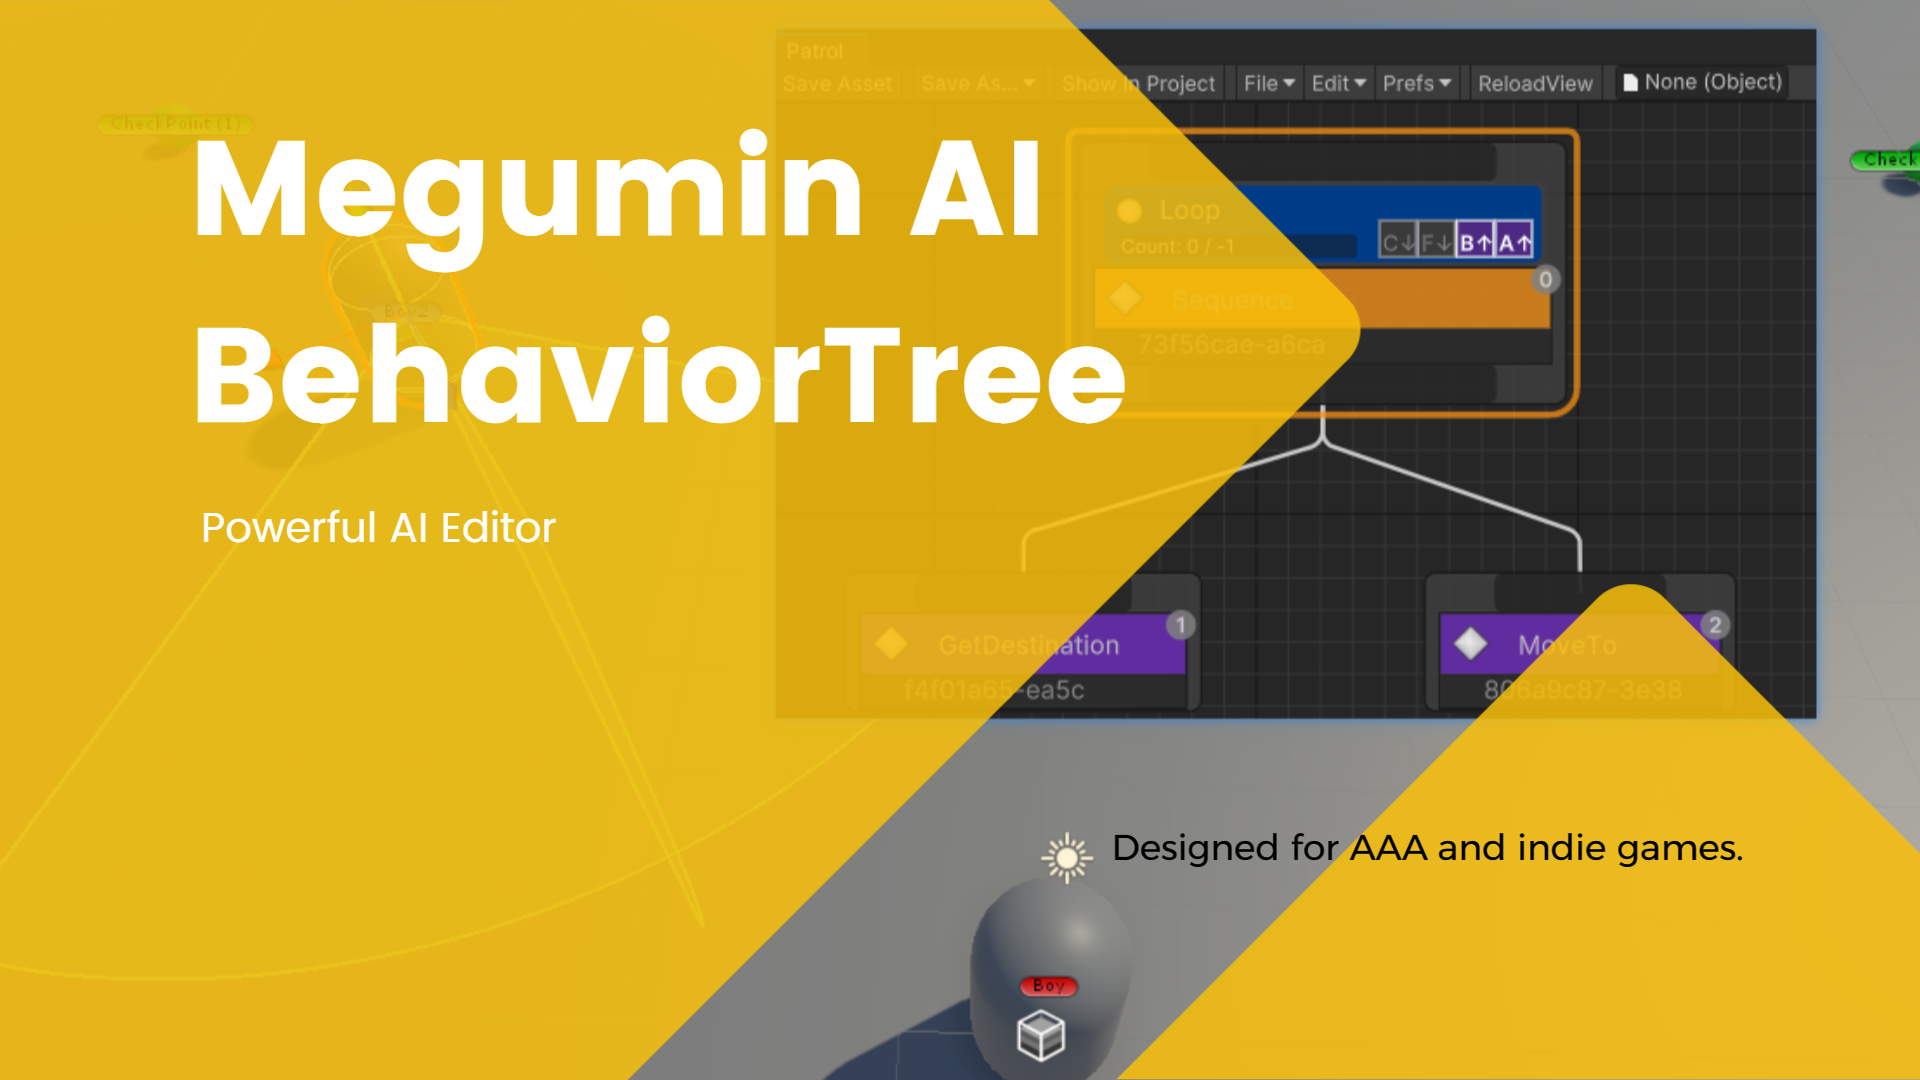 Patrol
Save Asset Save As... Show in Project File Edit Prefs ReloadView None (Object)
CheckPoint (1)
Check
Megumin AI
BehaviorTree
Loop
Count: 0 / -1
C↓ F↓ B↑ A↑
0
Sequence
73f56cae-a6ca
Boy2
Powerful AI Editor
1
GetDestination
f4f01a65-ea5c
2
MoveTo
806a9c87-3e38
Designed for AAA and indie games.
Boy